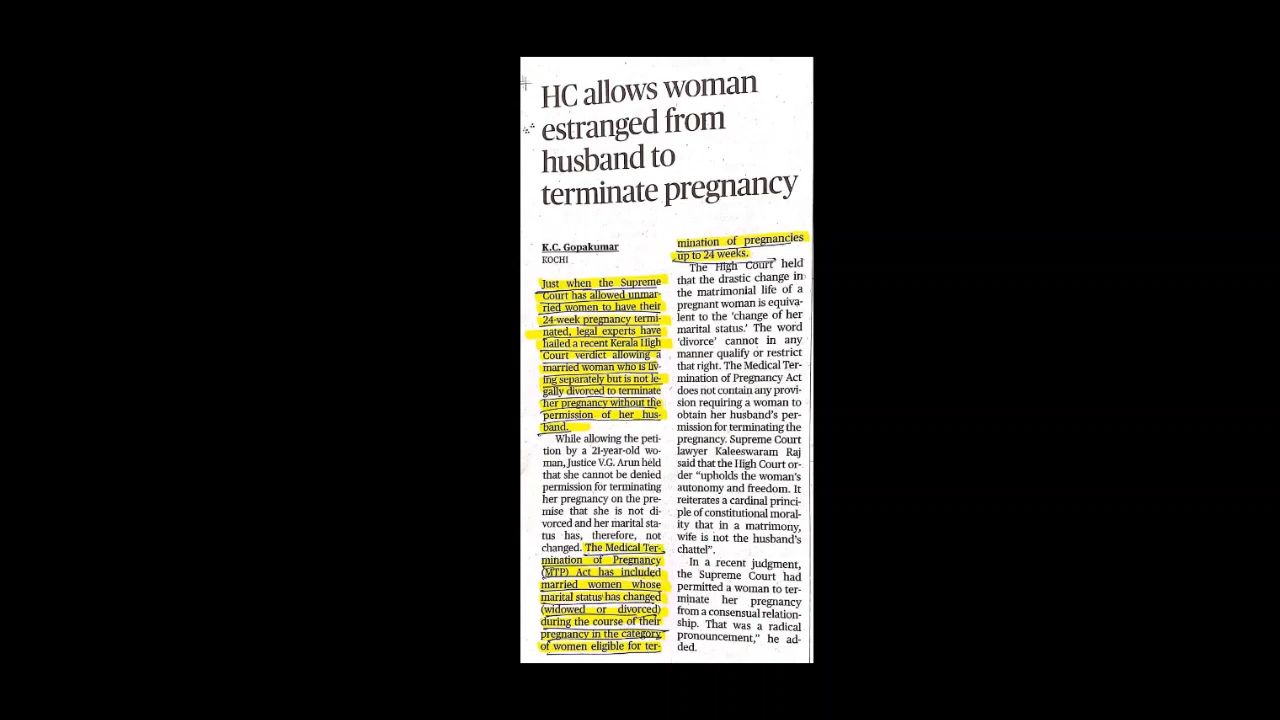 HC allows woman
estranged from
husband to
terminate pregnancy
K.C. Gopakumar
KOCHI
Just when the Supreme
Court has allowed unmar-
ried women to have their
24-week pregnancy termi-
nated, legal experts have
hailed a recent Kerala High
Court verdict allowing a
married woman who is liv-
ing separately but is not le-
gally divorced to terminate
her pregnancy without the
permission of her hus-
band.
While allowing the peti-
tion by a 21-year-old wo-
man, Justice V.G. Arun held
that she cannot be denied
permission for terminating
her pregnancy on the pre-
mise that she is not di-
vorced and her marital sta-
tus has, therefore, not
changed. The Medical Ter-
mination of Pregnancy
(MTP) Act has included
married women whose
marital status has changed
(widowed or divorced)
during the course of their
pregnancy in the category
of women eligible for ter-
mination of pregnancies
up to 24 weeks.
The High Court held
that the drastic change in
the matrimonial life of a
pregnant woman is equiva-
lent to the ‘change of her
marital status.’ The word
‘divorce’ cannot in any
manner qualify or restrict
that right. The Medical Ter-
mination of Pregnancy Act
does not contain any provi-
sion requiring a woman to
obtain her husband’s per-
mission for terminating the
pregnancy. Supreme Court
lawyer Kaleeswaram Raj
said that the High Court or-
der “upholds the woman’s
autonomy and freedom. It
reiterates a cardinal princi-
ple of constitutional moral-
ity that in a matrimony,
wife is not the husband’s
chattel”.
In a recent judgment,
the Supreme Court had
permitted a woman to ter-
minate her pregnancy
from a consensual relation-
ship. That was a radical
pronouncement,” he ad-
ded.